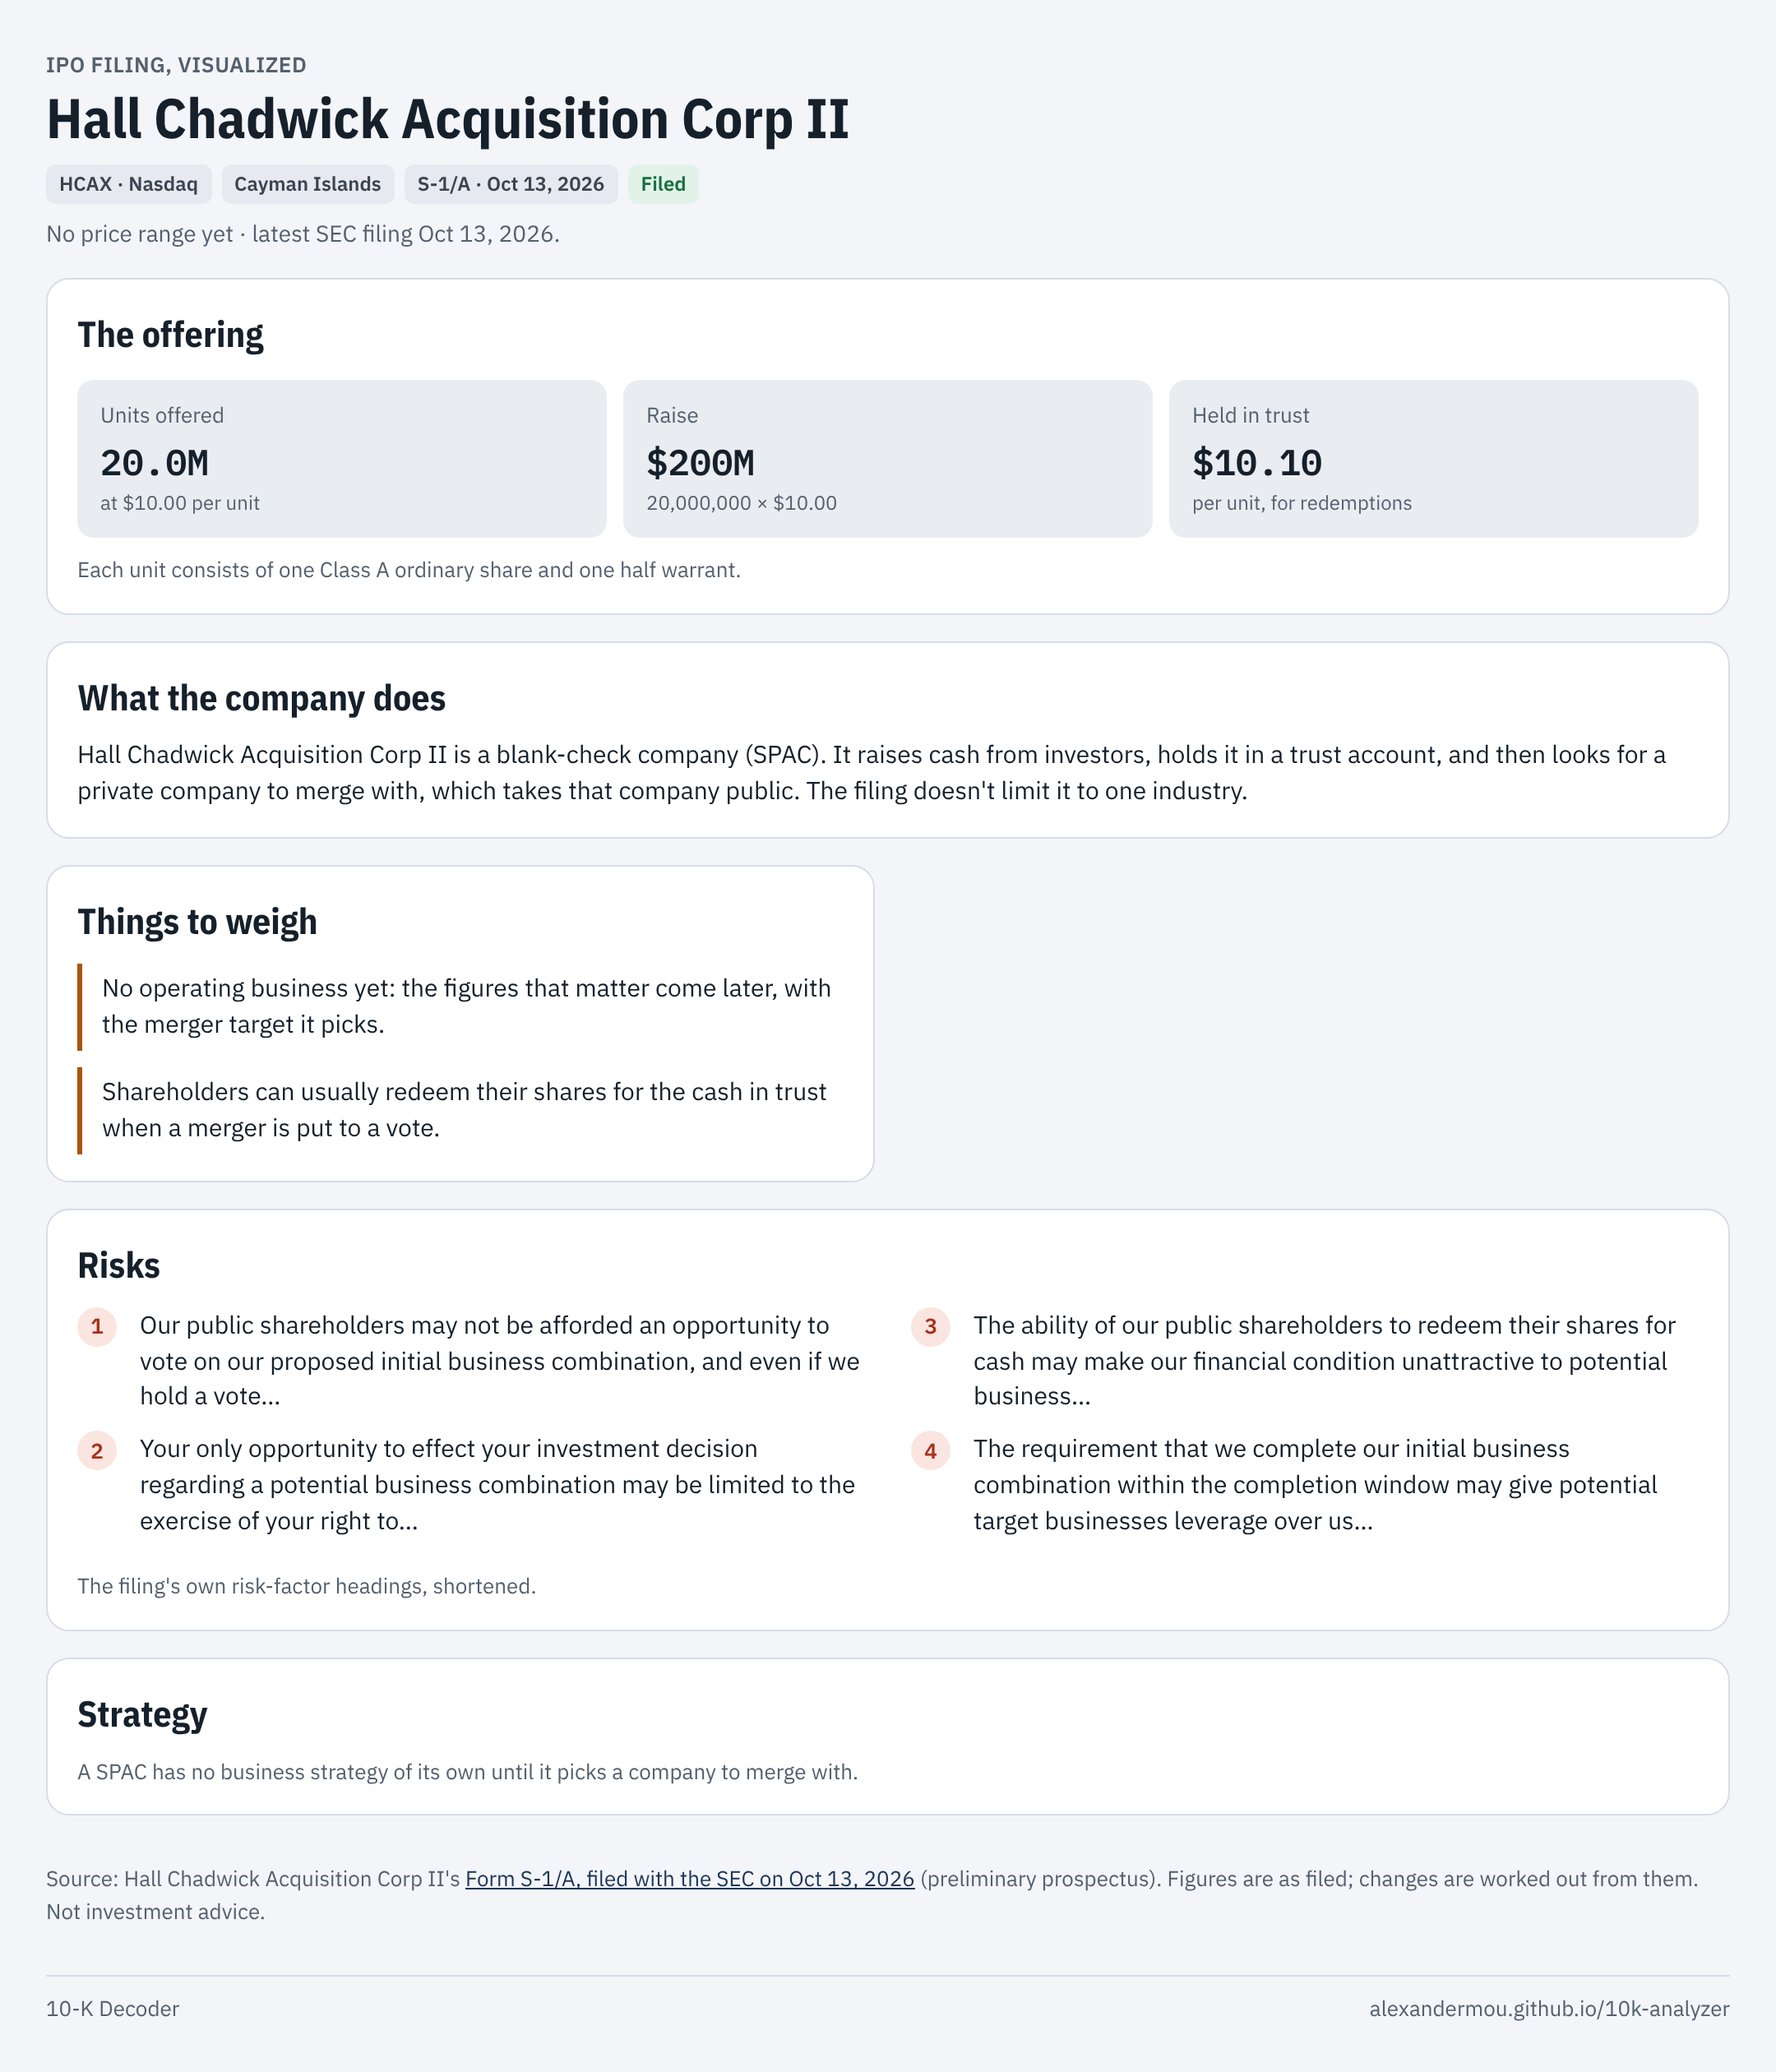 IPO FILING, VISUALIZED
Hall Chadwick Acquisition Corp II
HCAX · Nasdaq
Cayman Islands
S-1/A · Oct 13, 2026
Filed
No price range yet · latest SEC filing Oct 13, 2026.
The offering
Units offered
20.0M
at $10.00 per unit
Raise
$200M
20,000,000 × $10.00
Held in trust
$10.10
per unit, for redemptions
Each unit consists of one Class A ordinary share and one half warrant.
What the company does
Hall Chadwick Acquisition Corp II is a blank-check company (SPAC). It raises cash from investors, holds it in a trust account, and then looks for a
private company to merge with, which takes that company public. The filing doesn't limit it to one industry.
Things to weigh
No operating business yet: the figures that matter come later, with
the merger target it picks.
Shareholders can usually redeem their shares for the cash in trust
when a merger is put to a vote.
Risks
1
Our public shareholders may not be afforded an opportunity to
vote on our proposed initial business combination, and even if we
hold a vote...
2
Your only opportunity to effect your investment decision
regarding a potential business combination may be limited to the
exercise of your right to...
3
The ability of our public shareholders to redeem their shares for
cash may make our financial condition unattractive to potential
business...
4
The requirement that we complete our initial business
combination within the completion window may give potential
target businesses leverage over us...
The filing's own risk-factor headings, shortened.
Strategy
A SPAC has no business strategy of its own until it picks a company to merge with.
Source: Hall Chadwick Acquisition Corp II's Form S-1/A, filed with the SEC on Oct 13, 2026 (preliminary prospectus). Figures are as filed; changes are worked out from them.
Not investment advice.
10-K Decoder
alexandermou.github.io/10k-analyzer